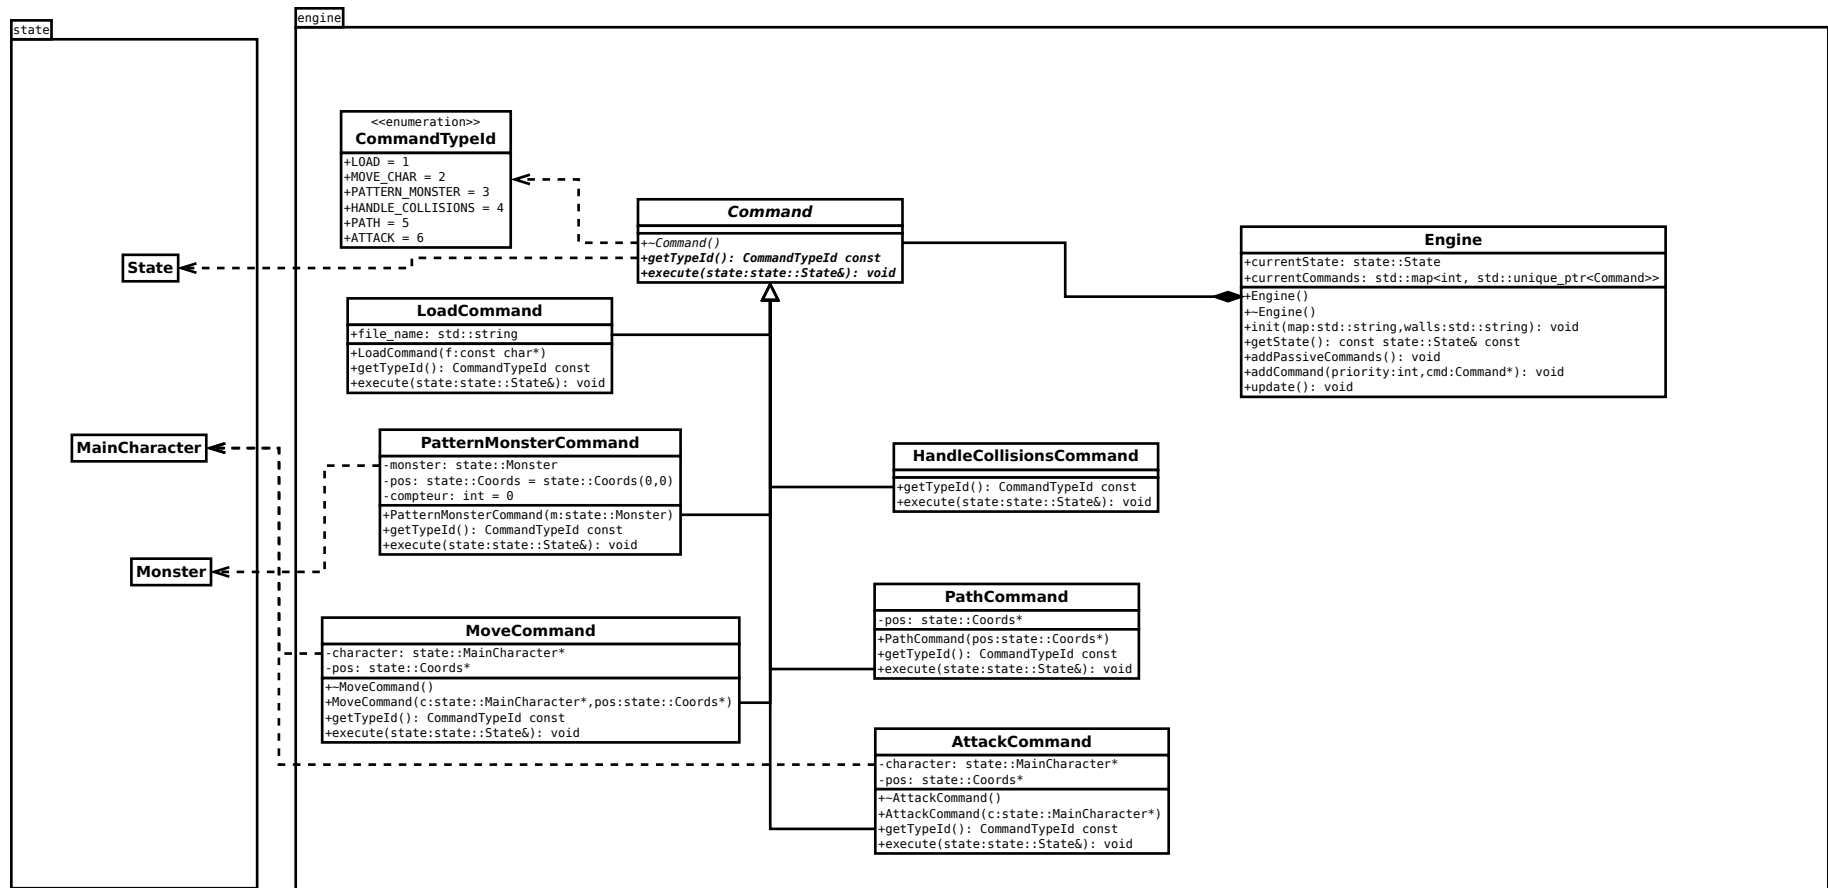 state
engine
<<enumeration>>
CommandTypeId
+LOAD = 1
+MOVE_CHAR = 2
+PATTERN_MONSTER = 3
+HANDLE_COLLISIONS = 4
+PATH = 5
+ATTACK = 6
Command
+~Command()
+getTypeId(): CommandTypeId const
+execute(state:state::State&): void
Engine
+currentState: state::State
+currentCommands: std::map<int, std::unique_ptr<Command>>
+Engine()
+~Engine()
+init(map:std::string,walls:std::string): void
+getState(): const state::State& const
+addPassiveCommands(): void
+addCommand(priority:int,cmd:Command*): void
+update(): void
State
LoadCommand
+file_name: std::string
+LoadCommand(f:const char*)
+getTypeId(): CommandTypeId const
+execute(state:state::State&): void
MainCharacter
PatternMonsterCommand
-monster: state::Monster
-pos: state::Coords = state::Coords(0,0)
-compteur: int = 0
+PatternMonsterCommand(m:state::Monster)
+getTypeId(): CommandTypeId const
+execute(state:state::State&): void
HandleCollisionsCommand
+getTypeId(): CommandTypeId const
+execute(state:state::State&): void
Monster
PathCommand
-pos: state::Coords*
+PathCommand(pos:state::Coords*)
+getTypeId(): CommandTypeId const
+execute(state:state::State&): void
MoveCommand
-character: state::MainCharacter*
-pos: state::Coords*
+~MoveCommand()
+MoveCommand(c:state::MainCharacter*,pos:state::Coords*)
+getTypeId(): CommandTypeId const
+execute(state:state::State&): void
AttackCommand
-character: state::MainCharacter*
-pos: state::Coords*
+~AttackCommand()
+AttackCommand(c:state::MainCharacter*)
+getTypeId(): CommandTypeId const
+execute(state:state::State&): void